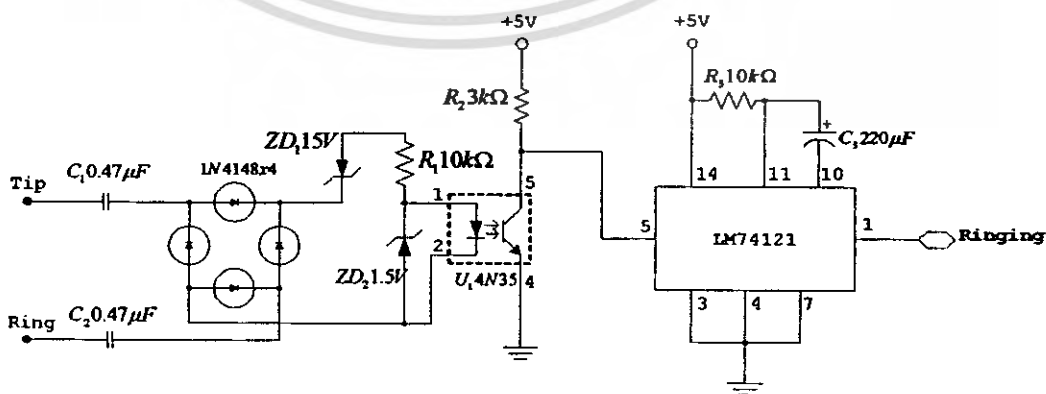 +5V
+5V
R₂3kΩ
R₃10kΩ
C₃220μF
+
ZD₁15V
R₁10kΩ
C₁0.47μF
LN4148x4
Tip
1
5
14
11
10
5
LM74121
1
Ringing
2
ZD₂1.5V
U₁4N35
4
3
4
7
Ring
C₂0.47μF